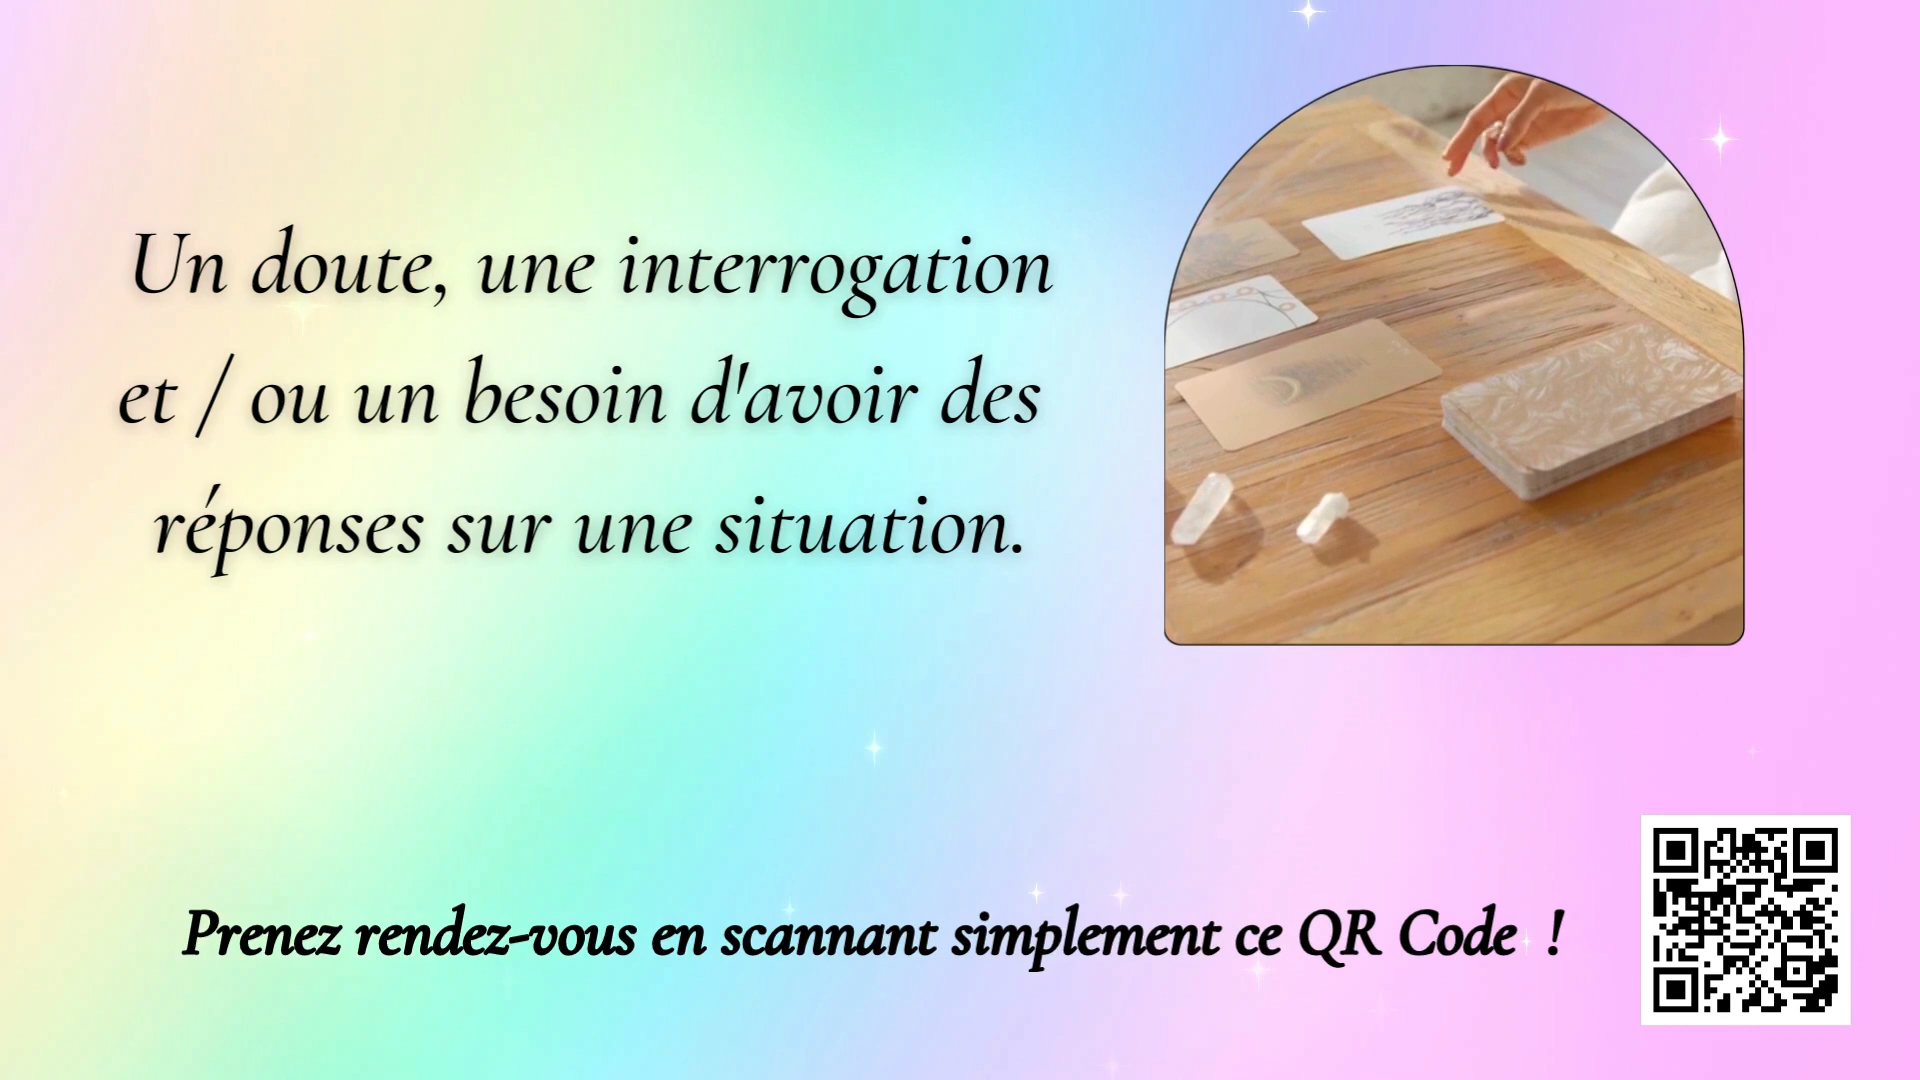 Un doute, une interrogation
et / ou un besoin d'avoir des
réponses sur une situation.
Prenez rendez-vous en scannant simplement ce QR Code !